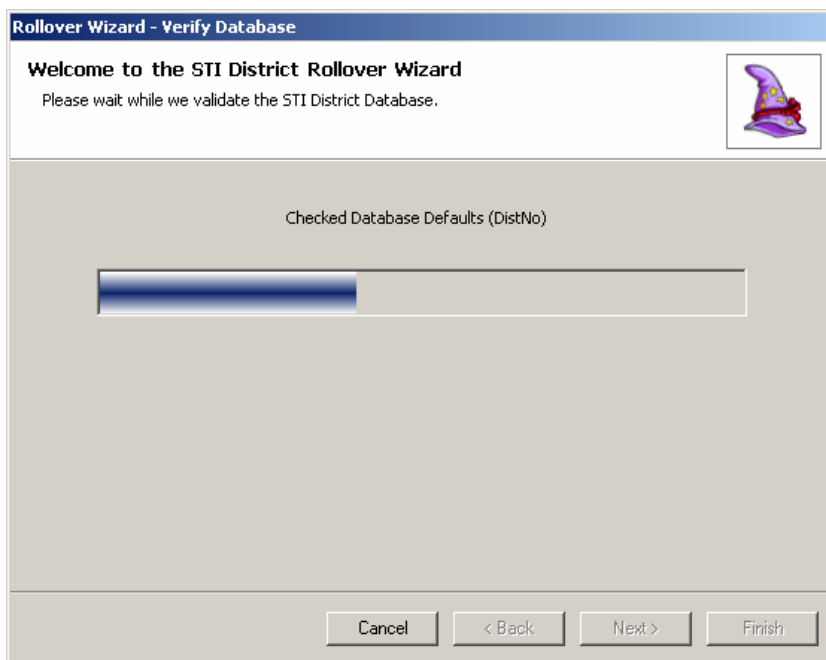 Rollover Wizard - Verify Database
Welcome to the STI District Rollover Wizard
Please wait while we validate the STI District Database.
Checked Database Defaults (DistNo)
Cancel
< Back
Next >
Finish